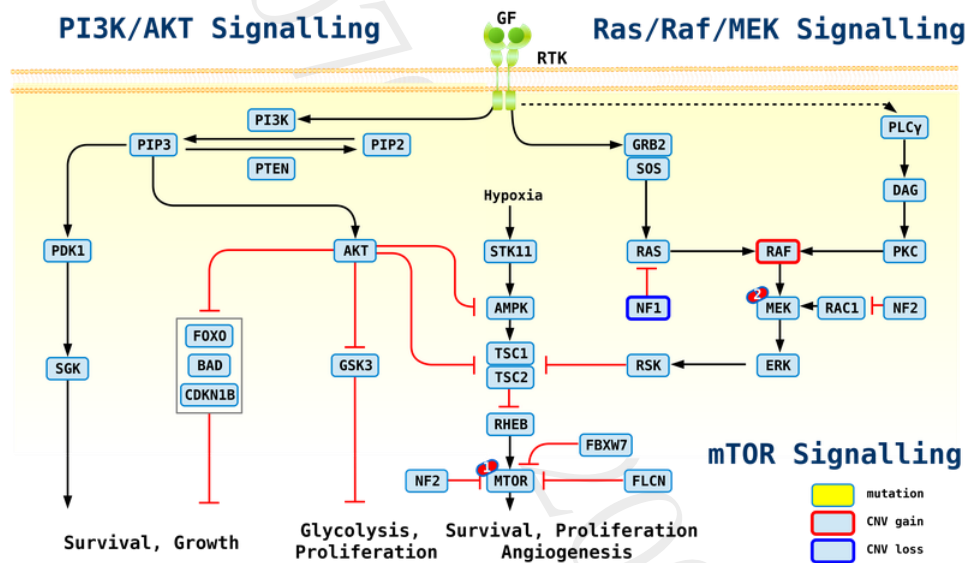 GF
PI3K/AKT Signalling
Ras/Raf/MEK Signalling
RTK
PI3K
PLCγ
PIP3
PIP2
GRB2
PTEN
SOS
DAG
Hypoxia
PDK1
AKT
STK11
RAS
RAF
PKC
2
FOXO
AMPK
NF1
MEK
RAC1
NF2
BAD
TSC1
SGK
GSK3
TSC2
RSK
ERK
CDKN1B
RHEB
FBXW7
mTOR Signalling
1
NF2
MTOR
FLCN
mutation
CNV gain
CNV loss
Survival, Growth
Glycolysis,
Proliferation
Survival, Proliferation
Angiogenesis